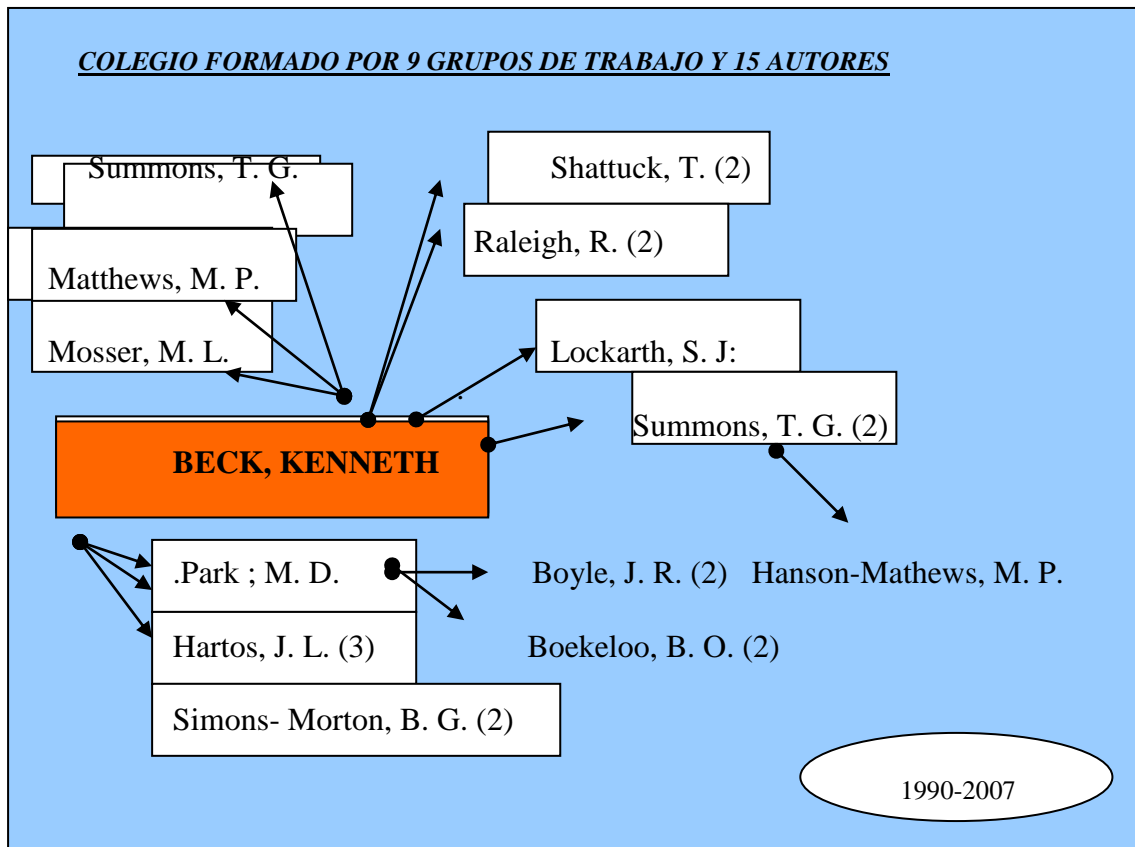 COLEGIO FORMADO POR 9 GRUPOS DE TRABAJO Y 15 AUTORES
Summons, T. G.
Shattuck, T. (2)
Raleigh, R. (2)
Matthews, M. P.
Mosser, M. L.
Lockarth, S. J:
.
Summons, T. G. (2)
BECK, KENNETH
.Park ; M. D.
Boyle, J. R. (2) Hanson-Mathews, M. P.
Hartos, J. L. (3)
Boekeloo, B. O. (2)
Simons- Morton, B. G. (2)
1990-2007